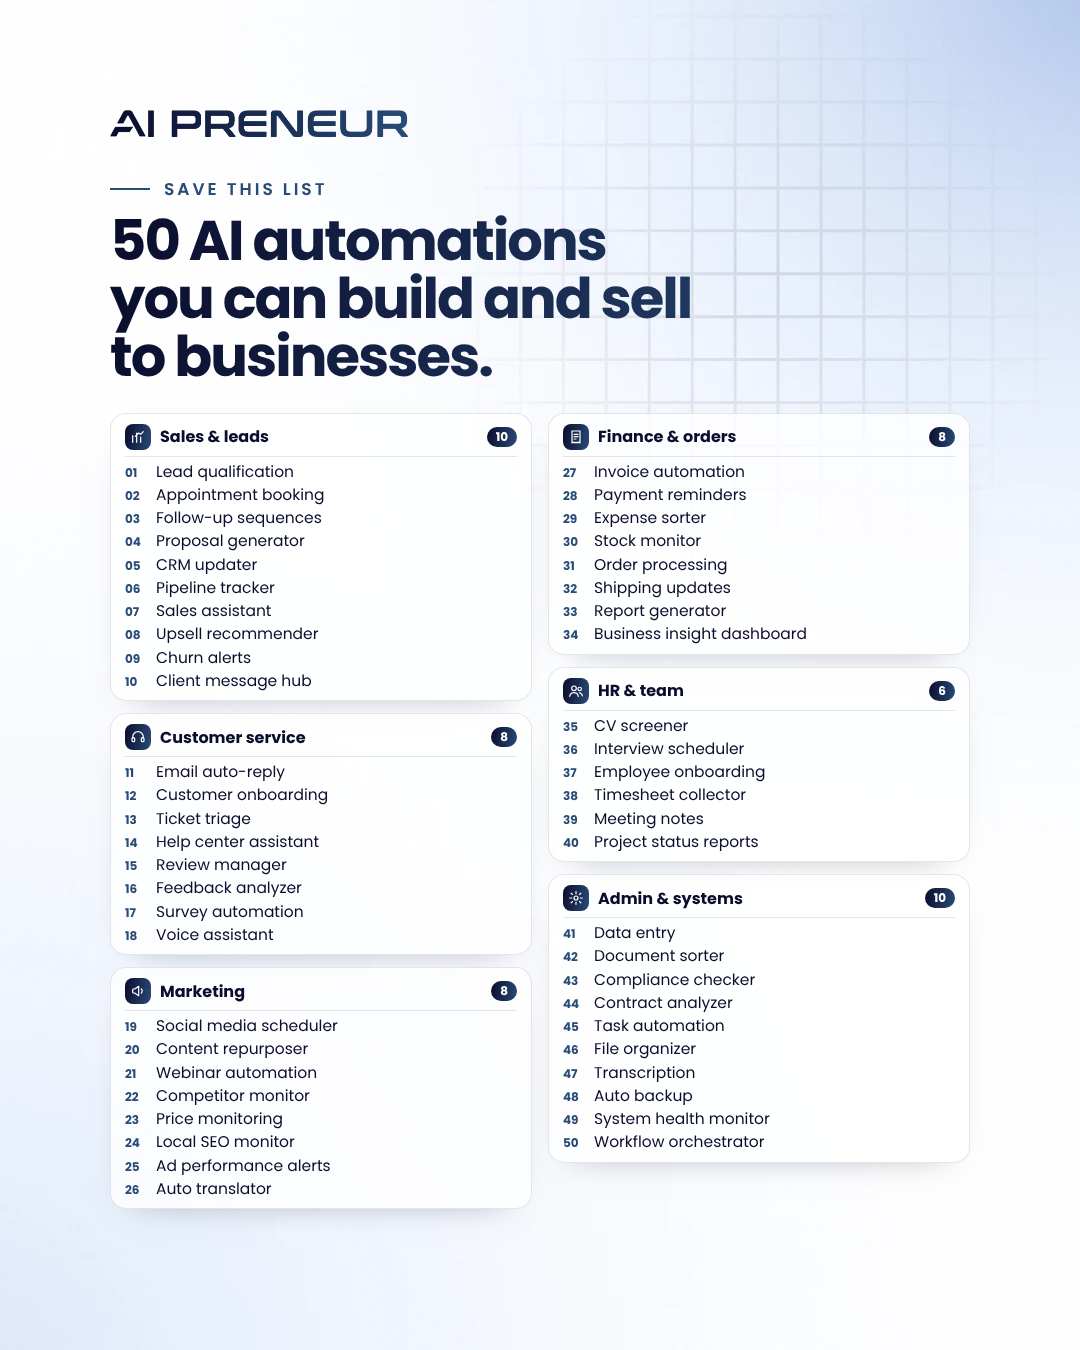 AI PRENEUR
SAVE THIS LIST
50 AI automations
you can build and sell
to businesses.
Sales & leads 10
01 Lead qualification
02 Appointment booking
03 Follow-up sequences
04 Proposal generator
05 CRM updater
06 Pipeline tracker
07 Sales assistant
08 Upsell recommender
09 Churn alerts
10 Client message hub
Customer service 8
11 Email auto-reply
12 Customer onboarding
13 Ticket triage
14 Help center assistant
15 Review manager
16 Feedback analyzer
17 Survey automation
18 Voice assistant
Marketing 8
19 Social media scheduler
20 Content repurposer
21 Webinar automation
22 Competitor monitor
23 Price monitoring
24 Local SEO monitor
25 Ad performance alerts
26 Auto translator
Finance & orders 8
27 Invoice automation
28 Payment reminders
29 Expense sorter
30 Stock monitor
31 Order processing
32 Shipping updates
33 Report generator
34 Business insight dashboard
HR & team 6
35 CV screener
36 Interview scheduler
37 Employee onboarding
38 Timesheet collector
39 Meeting notes
40 Project status reports
Admin & systems 10
41 Data entry
42 Document sorter
43 Compliance checker
44 Contract analyzer
45 Task automation
46 File organizer
47 Transcription
48 Auto backup
49 System health monitor
50 Workflow orchestrator